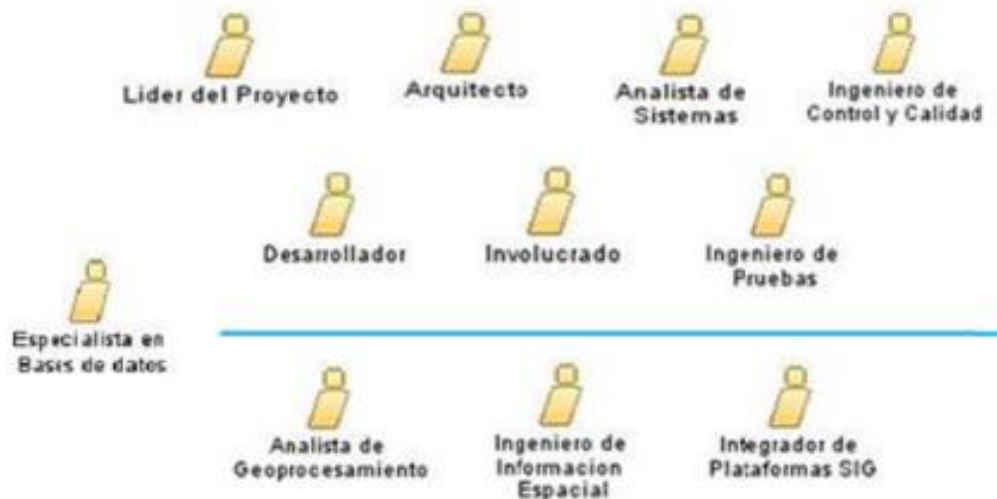 Lider del Proyecto
Arquitecto
Analista de
Sistemas
Ingeniero de
Control y Calidad
Desarrollador
Involucrado
Ingeniero de
Pruebas
Especialista en
Bases de datos
Analista de
Geoprocesamiento
Ingeniero de
Informacion
Espacial
Integrador de
Plataformas SIG